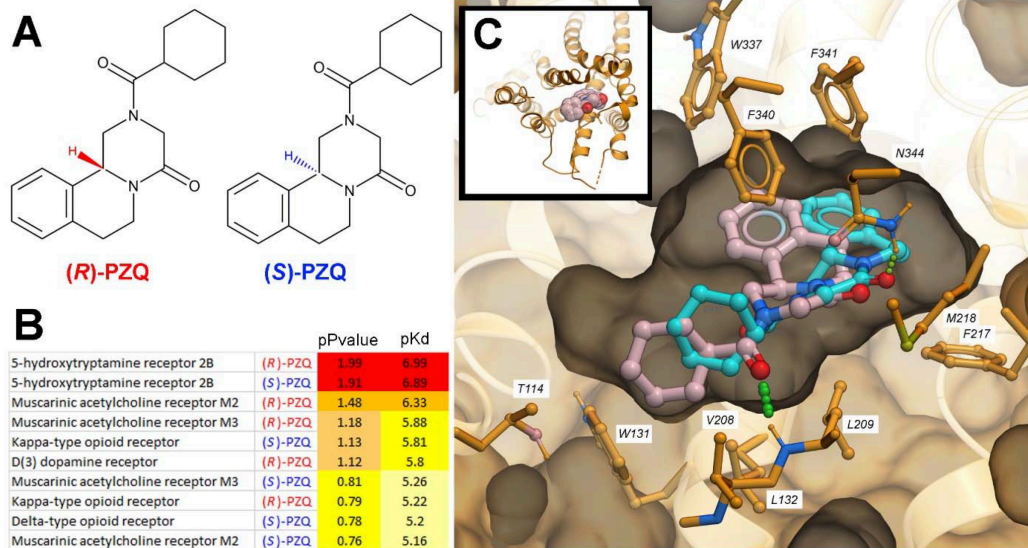 A
H
O
N
N
O
(R)-PZQ
H
O
N
N
O
(S)-PZQ
B
pPvalue pKd
5-hydroxytryptamine receptor 2B (R)-PZQ 1.99 6.99
5-hydroxytryptamine receptor 2B (S)-PZQ 1.91 6.89
Muscarinic acetylcholine receptor M2 (R)-PZQ 1.48 6.33
Muscarinic acetylcholine receptor M3 (R)-PZQ 1.18 5.88
Kappa-type opioid receptor (S)-PZQ 1.13 5.81
D(3) dopamine receptor (R)-PZQ 1.12 5.8
Muscarinic acetylcholine receptor M3 (S)-PZQ 0.81 5.26
Kappa-type opioid receptor (R)-PZQ 0.79 5.22
Delta-type opioid receptor (S)-PZQ 0.78 5.2
Muscarinic acetylcholine receptor M2 (S)-PZQ 0.76 5.16
C
W337
F341
F340
N344
M218
F217
T114
W131
V208
L209
L132